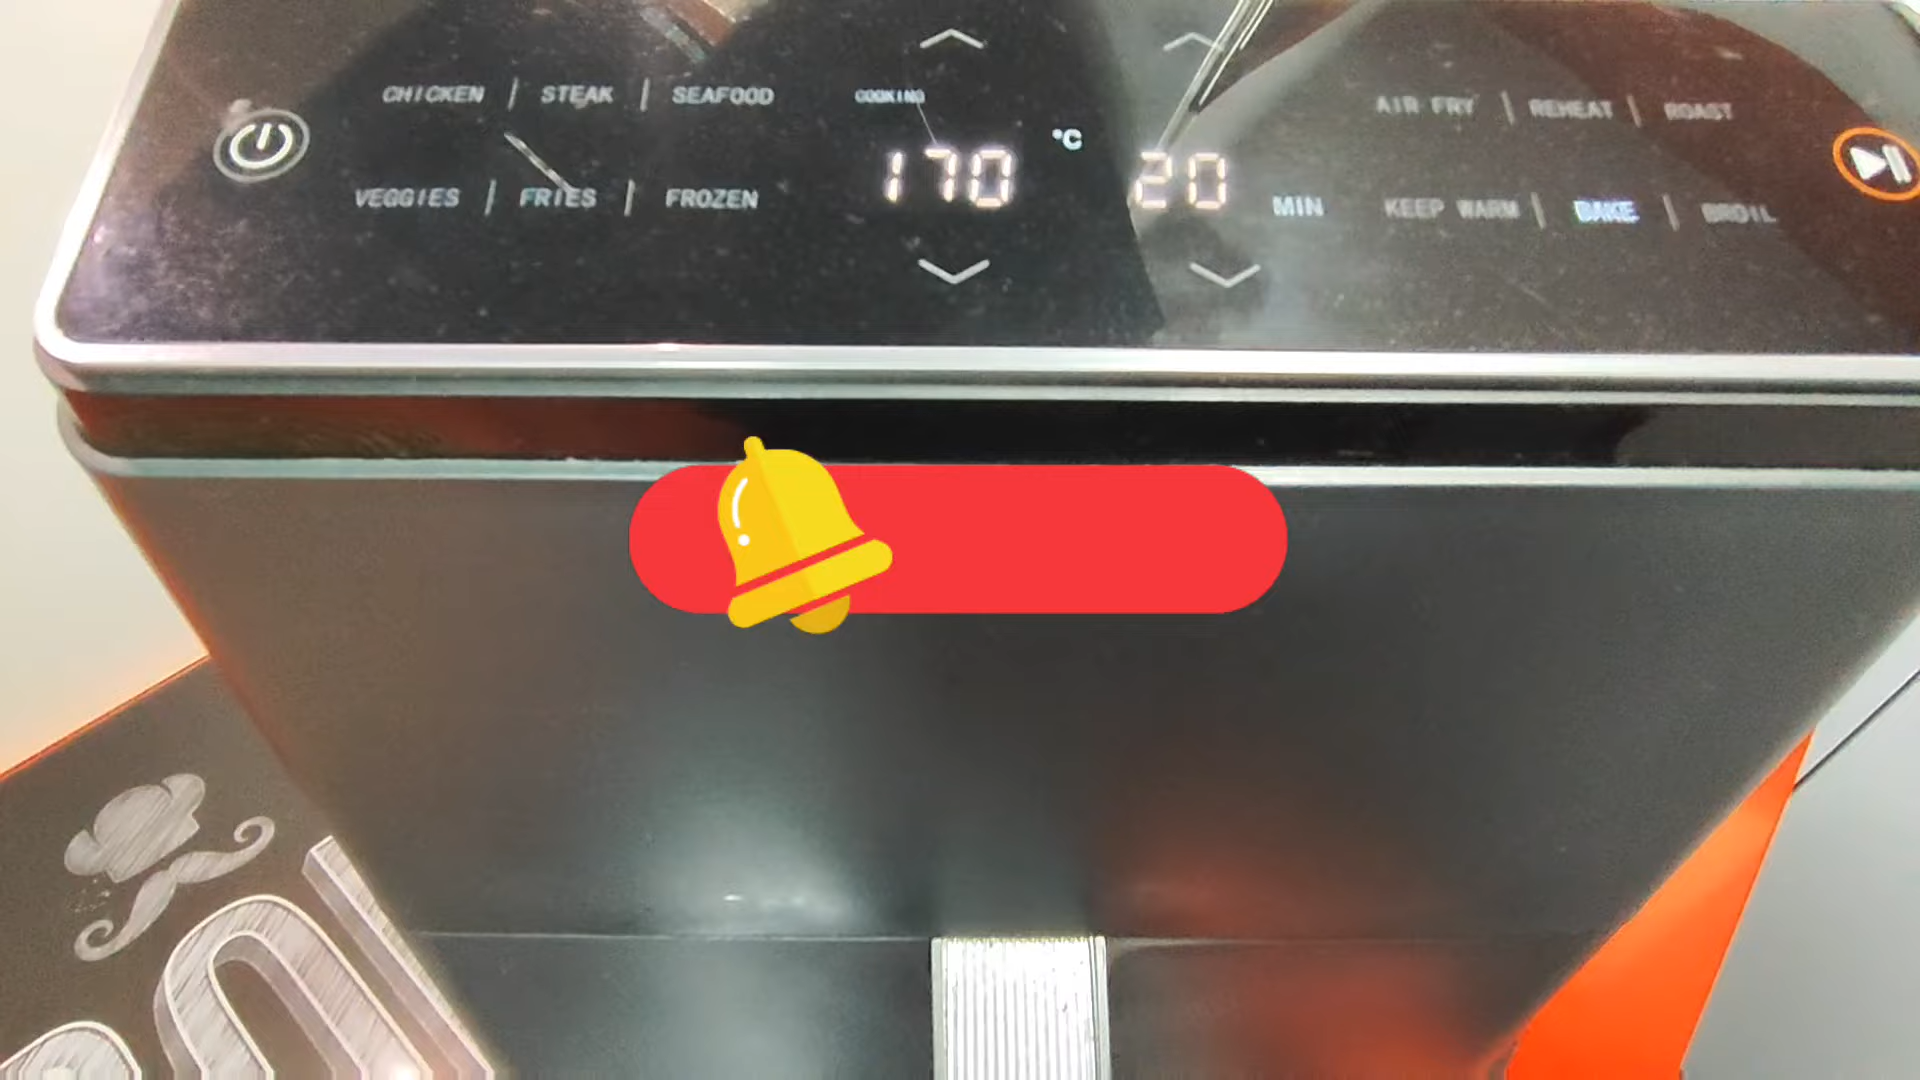 CHICKEN | STEAK | SEAFOOD
VEGGIES | FRIES | FROZEN
COOKING
170 °C
20 MIN
AIR FRY | REHEAT | ROAST
KEEP WARM | BAKE | BROIL